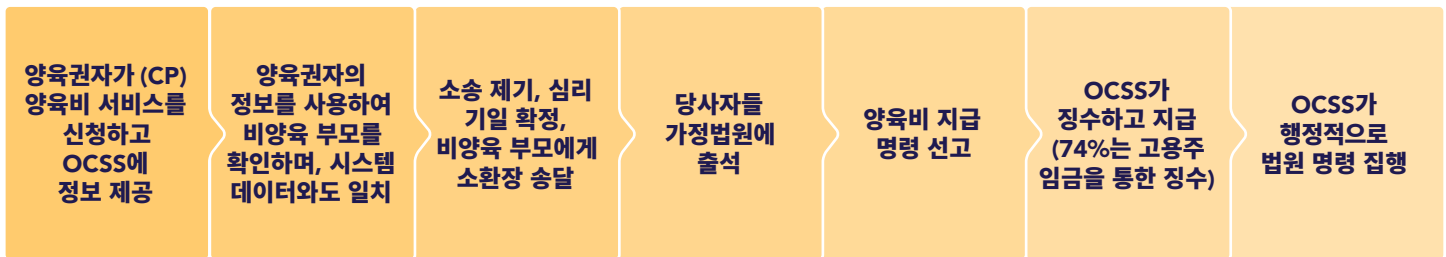 양육권자가 (CP)
양육비 서비스를
신청하고
OCSS에
정보 제공
양육권자의
정보를 사용하여
비양육 부모를
확인하며, 시스템
데이터와도 일치
소송 제기, 심리
기일 확정,
비양육 부모에게
소환장 송달
당사자들
가정법원에
출석
양육비 지급
명령 선고
OCSS가
징수하고 지급
(74%는 고용주
임금을 통한 징수)
OCSS가
행정적으로
법원 명령 집행